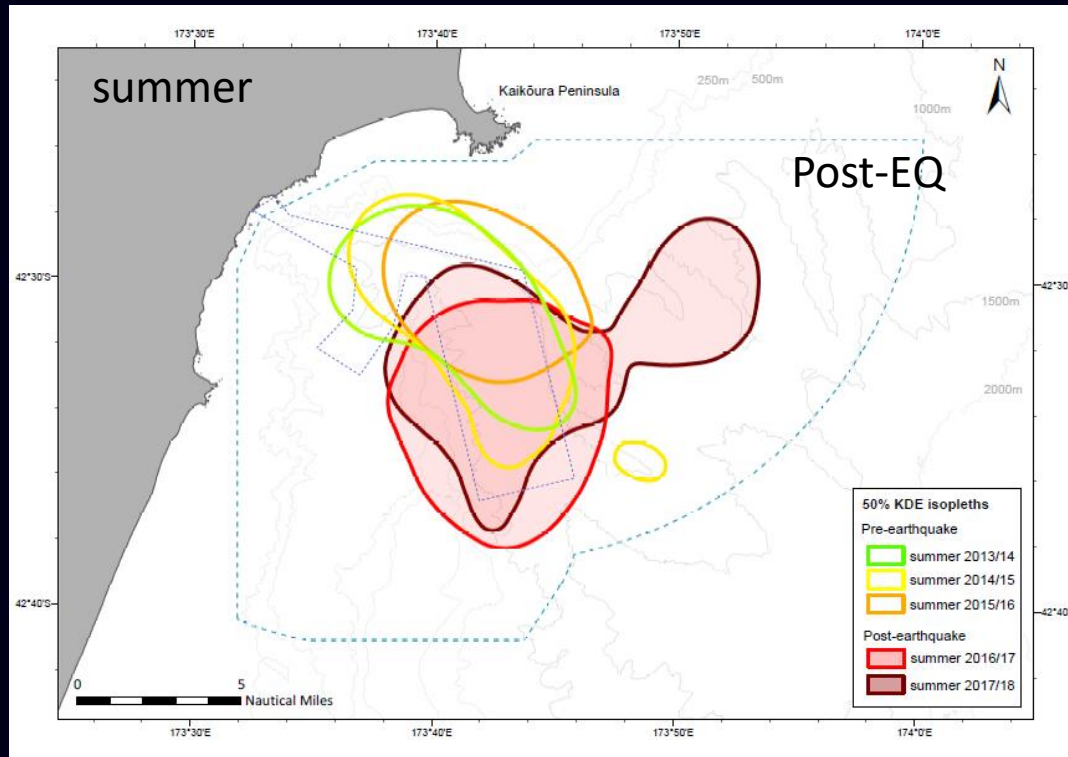 173°30'E 173°40'E 173°50'E 174°0'E
summer
Kaikōura Peninsula
250m 500m
N
1000m
Post-EQ
42°30'S
42°30'
1500m
2000m
50% KDE isopleths
Pre-earthquake
summer 2013/14
summer 2014/15
summer 2015/16
Post-earthquake
summer 2016/17
summer 2017/18
42°40'S
42°40'
0 5
Nautical Miles
173°30'E 173°40'E 173°50'E 174°0'E